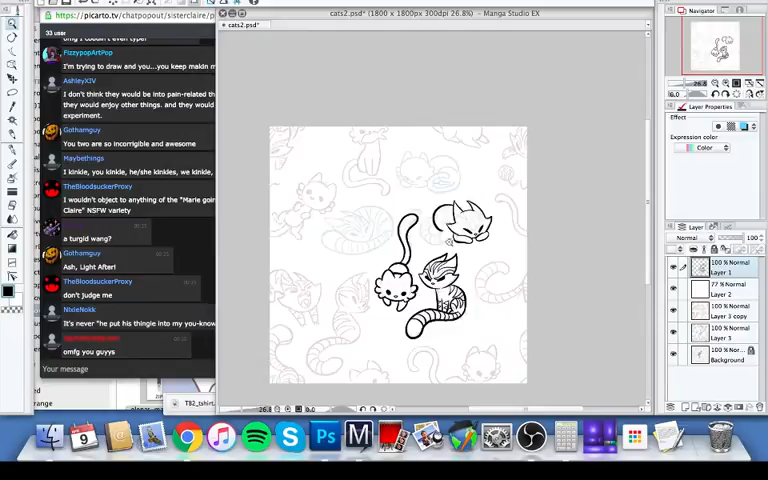 https://picarto.tv/chatpopout/sisterclaire/p
cats2.psd* (1800 x 1800px 300dpi 26.8%) - Manga Studio EX
33 user
cats2.psd*
FizzypopArtPop
I'm trying to draw and you...you keep makin
AshleyXIV
I don't think they would be into pain-related th
they would enjoy other things. and they would
experiment.
Gothamguy
You two are so incorrigible and awesome
Maybethings
I kinkle, you kinkle, he/she kinkles, we kinkle,
TheBloodsuckerProxy
I wouldn't object to anything of the "Marie goin
Claire" NSFW variety
a turgid wang?
Gothamguy
Aah, Light After!
TheBloodsuckerProxy
don't judge me
NixieNokk
It's never "he put his thingie into my you-know
omfg you guyys
Your message
T82_tshirt
Navigator
Layer Properties
Effect
Expression color
Color
Layer
Normal
100
100 % Normal
Layer 1
77 % Normal
Layer 2
100 % Normal
Layer 3 copy
100 % Normal
Layer 3
100 % Nor...
Background
9
Ps